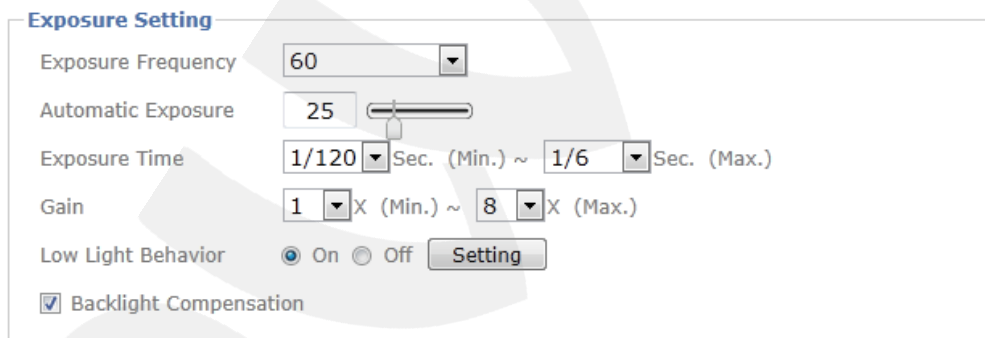 Exposure Setting
Exposure Frequency 60
Automatic Exposure 25
Exposure Time 1/120 Sec. (Min.) ~ 1/6 Sec. (Max.)
Gain 1 X (Min.) ~ 8 X (Max.)
Low Light Behavior On Off Setting
Backlight Compensation